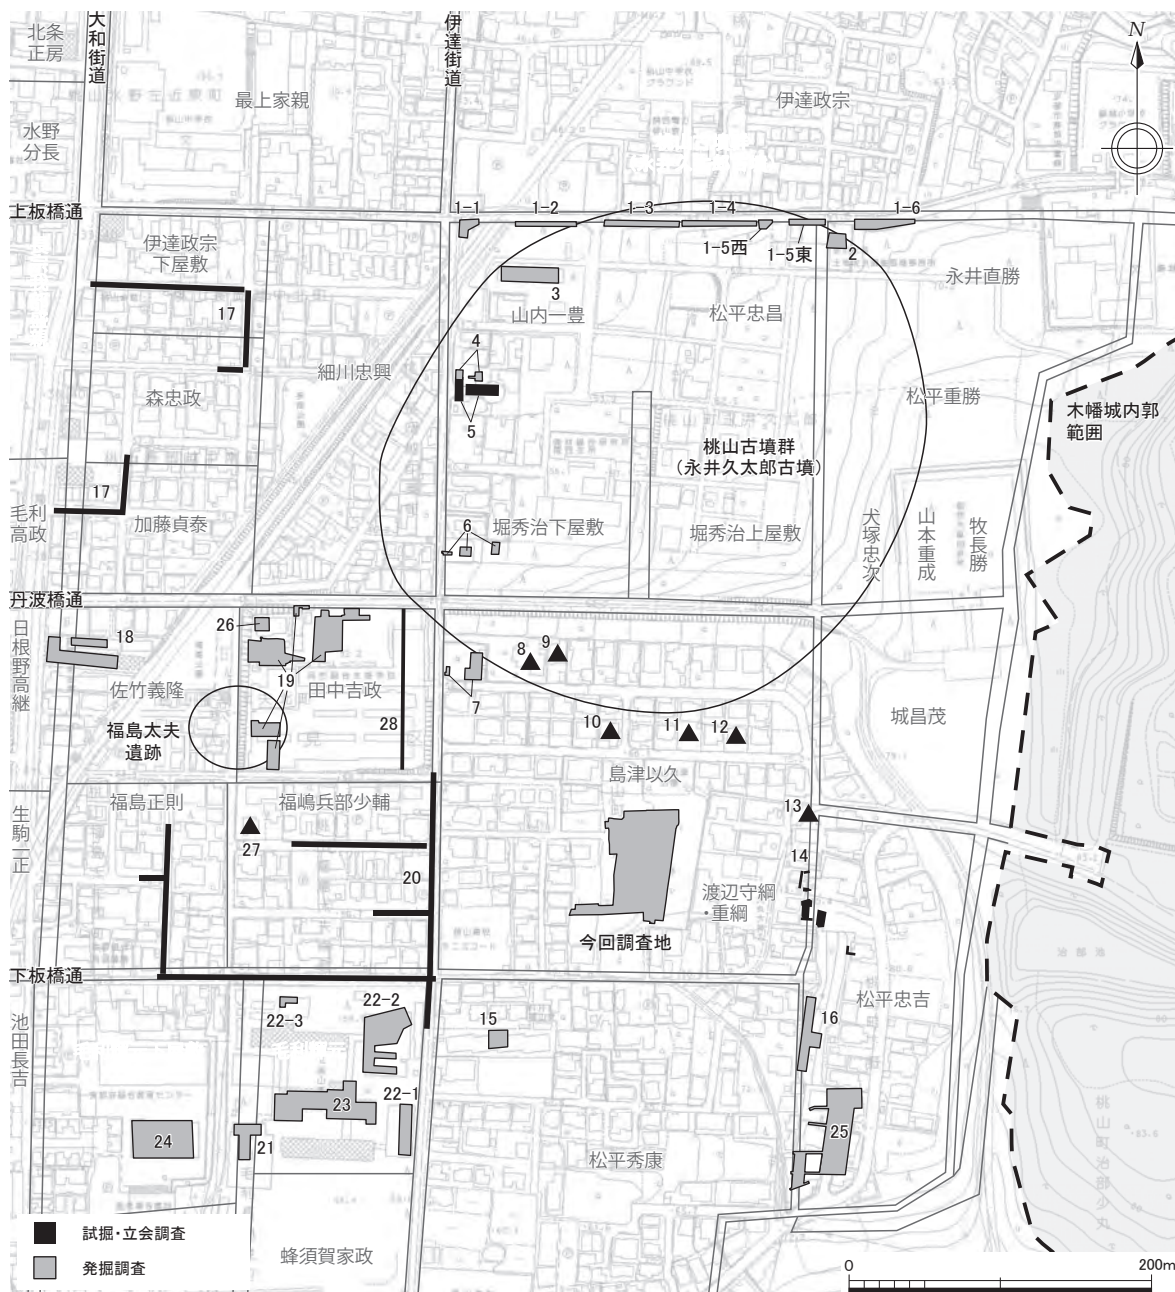 北条
正房
大和街道
伊達街道
N
最上家親
伊達政宗
水野
分長
上板橋通
1-1
1-2
1-3
1-4
1-6
1-5西
1-5東
2
伊達政宗
下屋敷
永井直勝
3
山内一豊
松平忠昌
17
4
細川忠興
森忠政
松平重勝
5
木幡城内郭
範囲
桃山古墳群
(永井久太郎古墳)
17
毛利
高政
加藤貞泰
堀秀治下屋敷
堀秀治上屋敷
犬塚忠次
山本重成
牧長勝
6
丹波橋通
日根野高継
18
26
8
9
19
佐竹義隆
田中吉政
7
福島太夫
遺跡
28
10
11
12
城昌茂
島津以久
福島正則
福嶋兵部少輔
13
生駒一正
27
14
20
渡辺守綱
・重綱
今回調査地
治部池
下板橋通
松平忠吉
22-2
22-3
15
16
池田長吉
22-1
23
24
21
25
松平秀康
桃山町治部少丸
83.6
試掘・立会調査
発掘調査
蜂須賀家政
0
200m